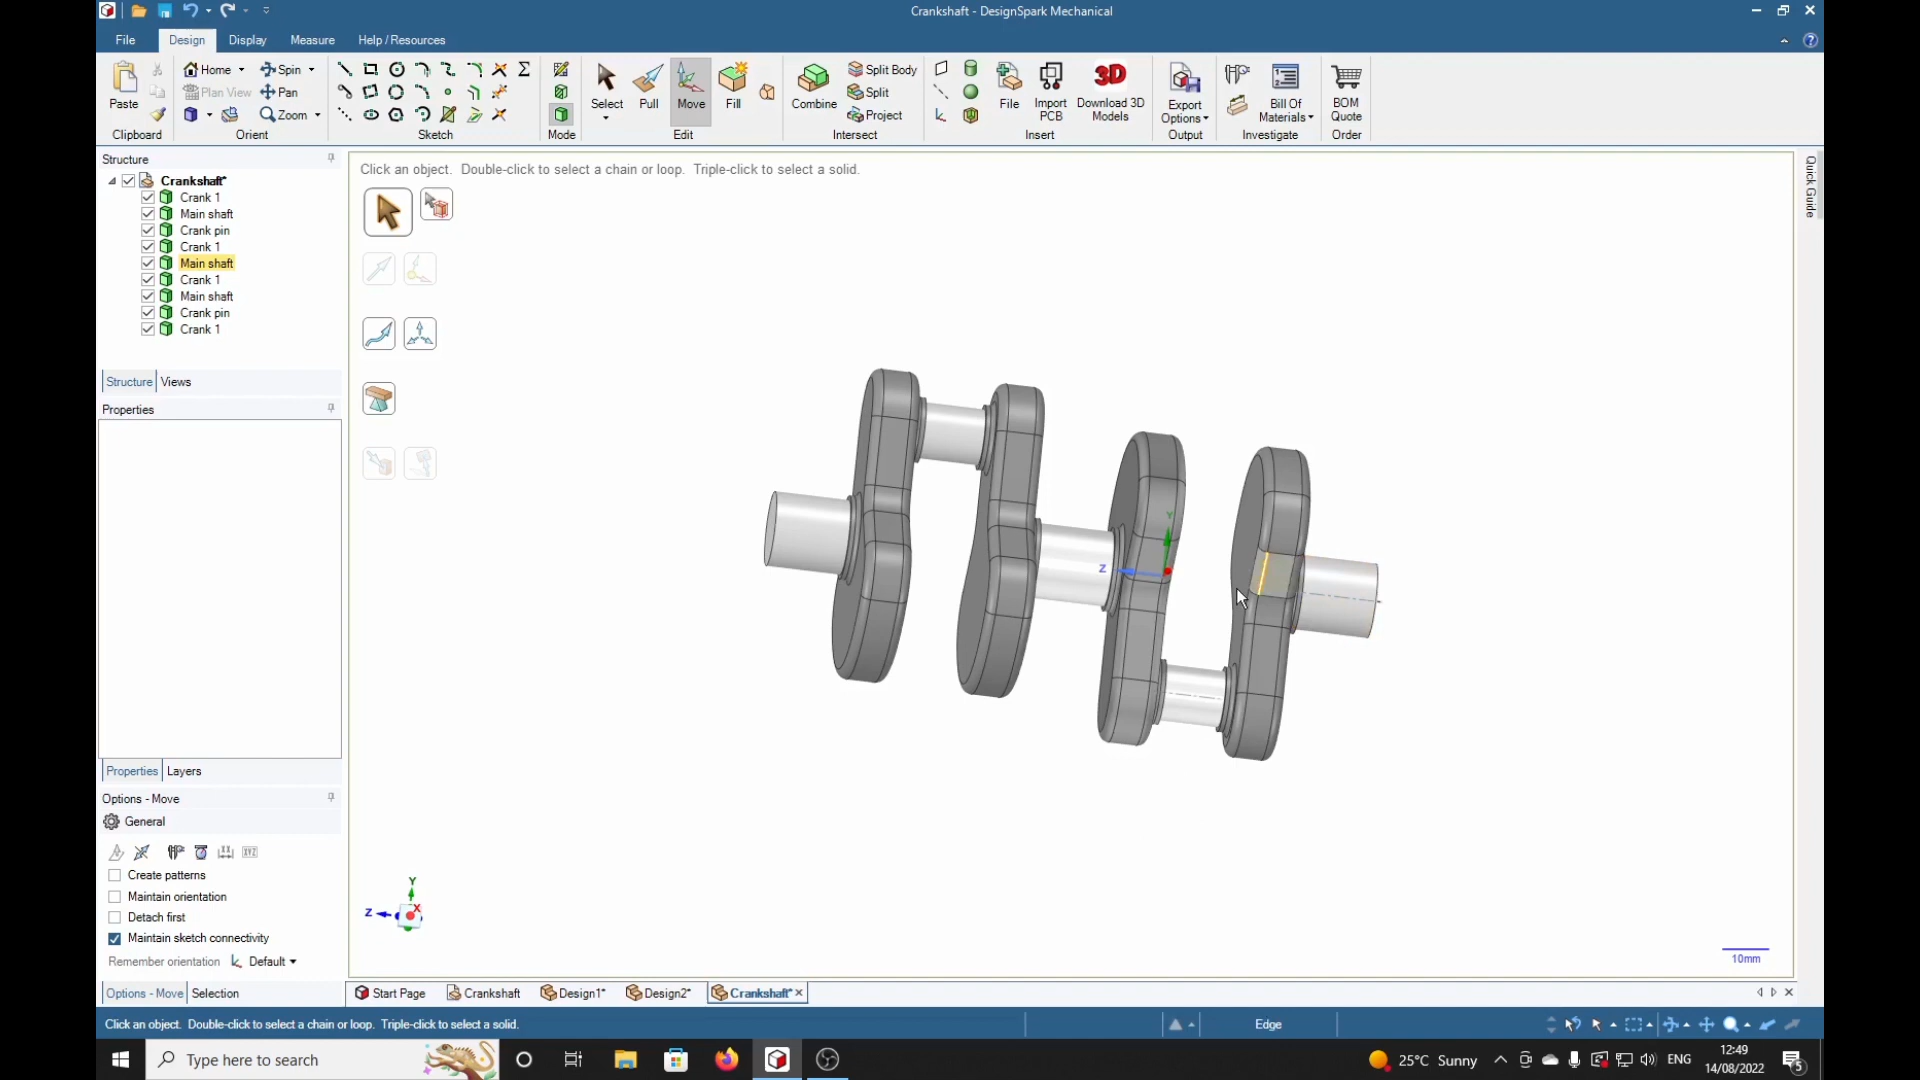 Crankshaft - DesignSpark Mechanical
File Design Display Measure Help / Resources
Paste
Clipboard
Home Spin
Plan View Pan
Zoom
Orient
Sketch
Mode
Select Pull Move Fill
Edit
Combine
Split Body
Split
Project
Intersect
File Import PCB Download 3D Models
Insert
3D
Export Options
Output
Bill Of Materials
Investigate
BOM Quote
Order
Structure
Crankshaft*
Crank 1
Main shaft
Crank pin
Crank 1
Main shaft
Crank 1
Main shaft
Crank pin
Crank 1
Structure Views
Properties
Properties Layers
Options - Move
General
XYZ
Create patterns
Maintain orientation
Detach first
Maintain sketch connectivity
Remember orientation Default
Options - Move Selection
Click an object. Double-click to select a chain or loop. Triple-click to select a solid.
Quick Guide
Y
Z
Y
X
Z
10mm
Start Page Crankshaft Design1* Design2* Crankshaft*
Click an object. Double-click to select a chain or loop. Triple-click to select a solid.
Edge
Type here to search
25°C Sunny
ENG
12:49
14/08/2022
5